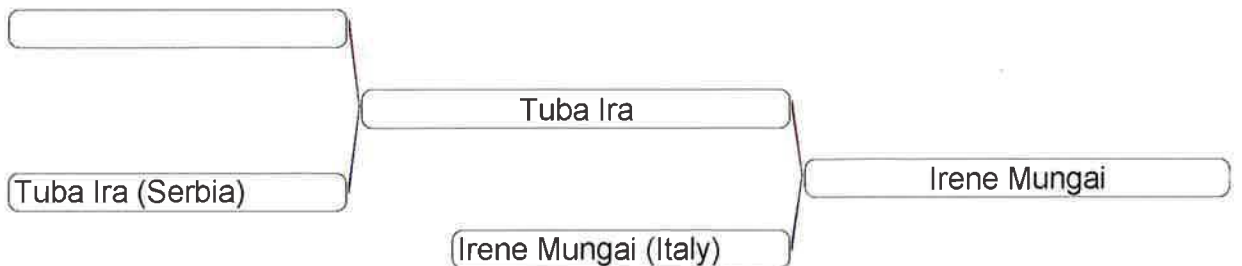 Tuba Ira
Tuba Ira (Serbia)
Irene Mungai
Irene Mungai (Italy)